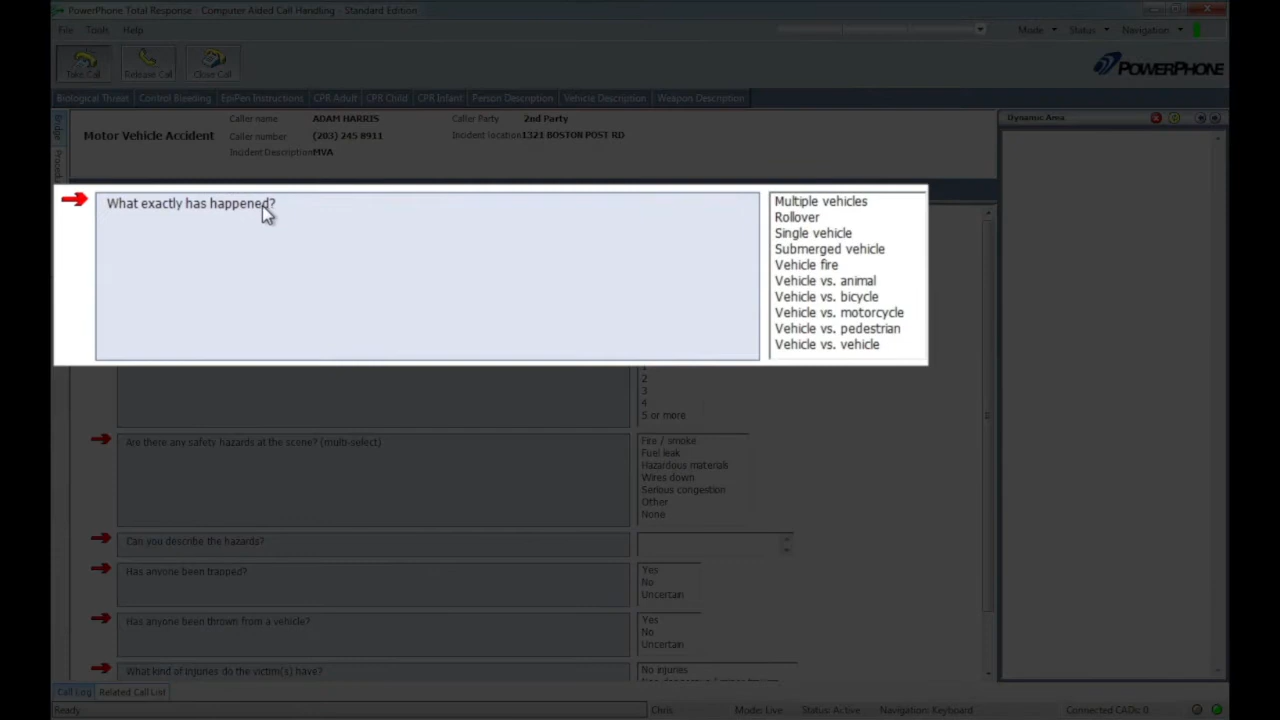 PowerPhone Total Response - Computer Aided Call Handling - Standard Edition
File Tools Help
Mode Status Navigation
Take Call Release Call Close Call
POWERPHONE
Biological Threat Control Bleeding EpiPen Instructions CPR Adult CPR Child CPR Infant Person Description Vehicle Description Weapon Description
Bridge
Motor Vehicle Accident
Caller name ADAM HARRIS Caller Party 2nd Party
Caller number (203) 245 8911 Incident location 1321 BOSTON POST RD
Incident Description MVA
Dynamic Area
What exactly has happened?
Multiple vehicles
Rollover
Single vehicle
Submerged vehicle
Vehicle fire
Vehicle vs. animal
Vehicle vs. bicycle
Vehicle vs. motorcycle
Vehicle vs. pedestrian
Vehicle vs. vehicle
2
3
4
5 or more
Are there any safety hazards at the scene? (multi-select)
Fire / smoke
Fuel leak
Hazardous materials
Wires down
Serious congestion
Other
None
Can you describe the hazards?
Has anyone been trapped?
Yes
No
Uncertain
Has anyone been thrown from a vehicle?
Yes
No
Uncertain
What kind of injuries do the victim(s) have?
No injuries
Call Log Related Call List
Ready Chris Mode: Live Status: Active Navigation: Keyboard Connected CADs: 0